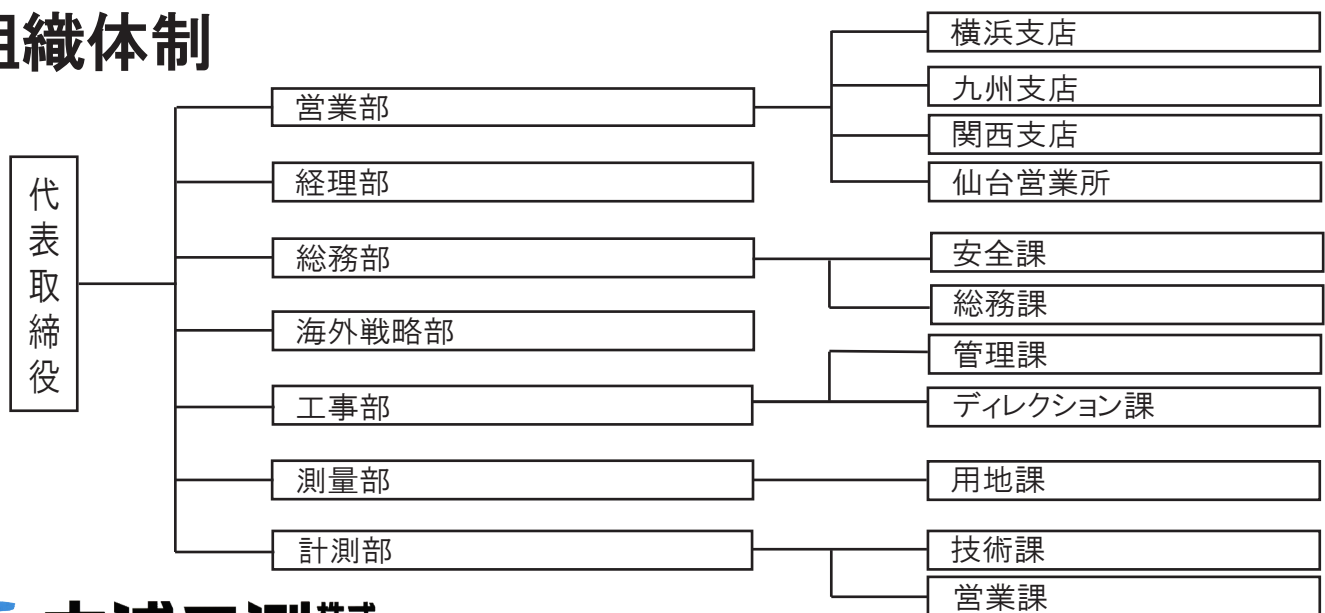 組織体制
代表取締役
営業部
横浜支店
九州支店
関西支店
仙台営業所
経理部
総務部
安全課
総務課
海外戦略部
工事部
管理課
ディレクション課
測量部
用地課
計測部
技術課
営業課